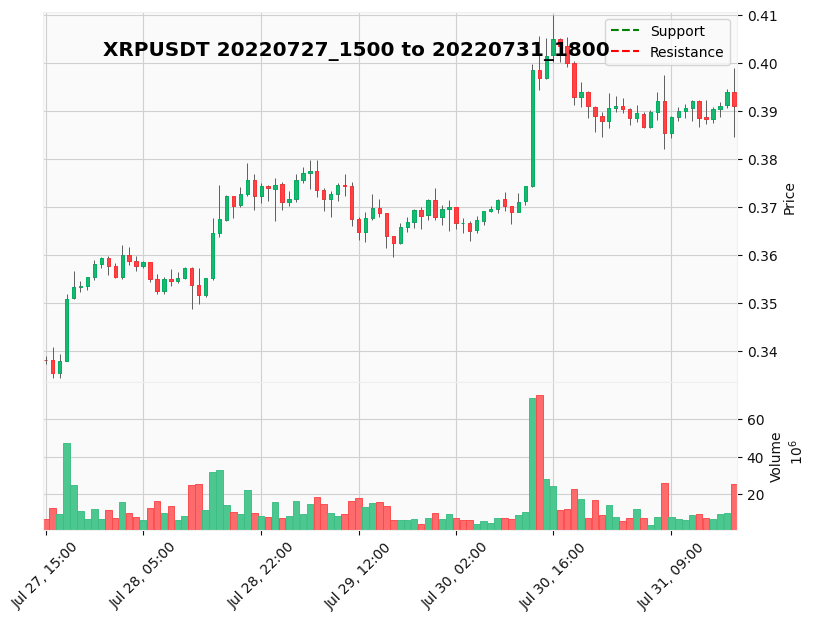 XRPUSDT 20220727_1500 to 20220731_1800
Support
Resistance
0.41
0.40
0.39
0.38
0.37
0.36
0.35
0.34
Price
60
40
20
Volume
10^6
Jul 27, 15:00
Jul 28, 05:00
Jul 28, 22:00
Jul 29, 12:00
Jul 30, 02:00
Jul 30, 16:00
Jul 31, 09:00